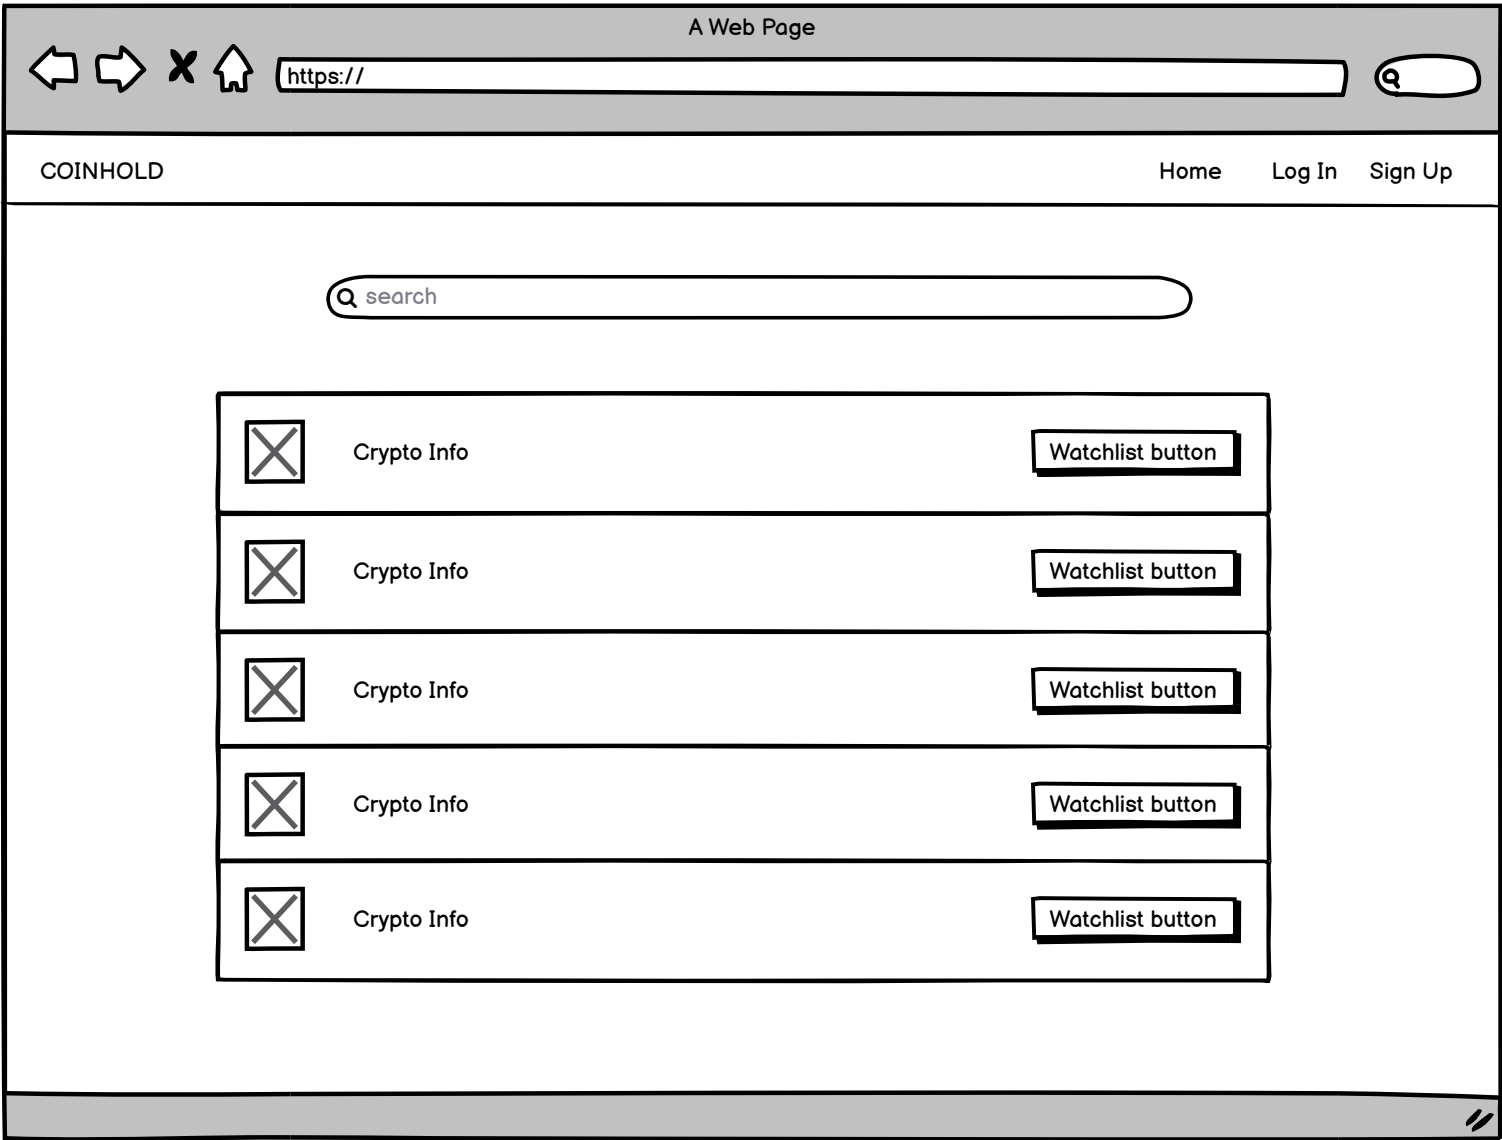 A Web Page
https://
COINHOLD
Home
Log In
Sign Up
search
Crypto Info
Watchlist button
Crypto Info
Watchlist button
Crypto Info
Watchlist button
Crypto Info
Watchlist button
Crypto Info
Watchlist button